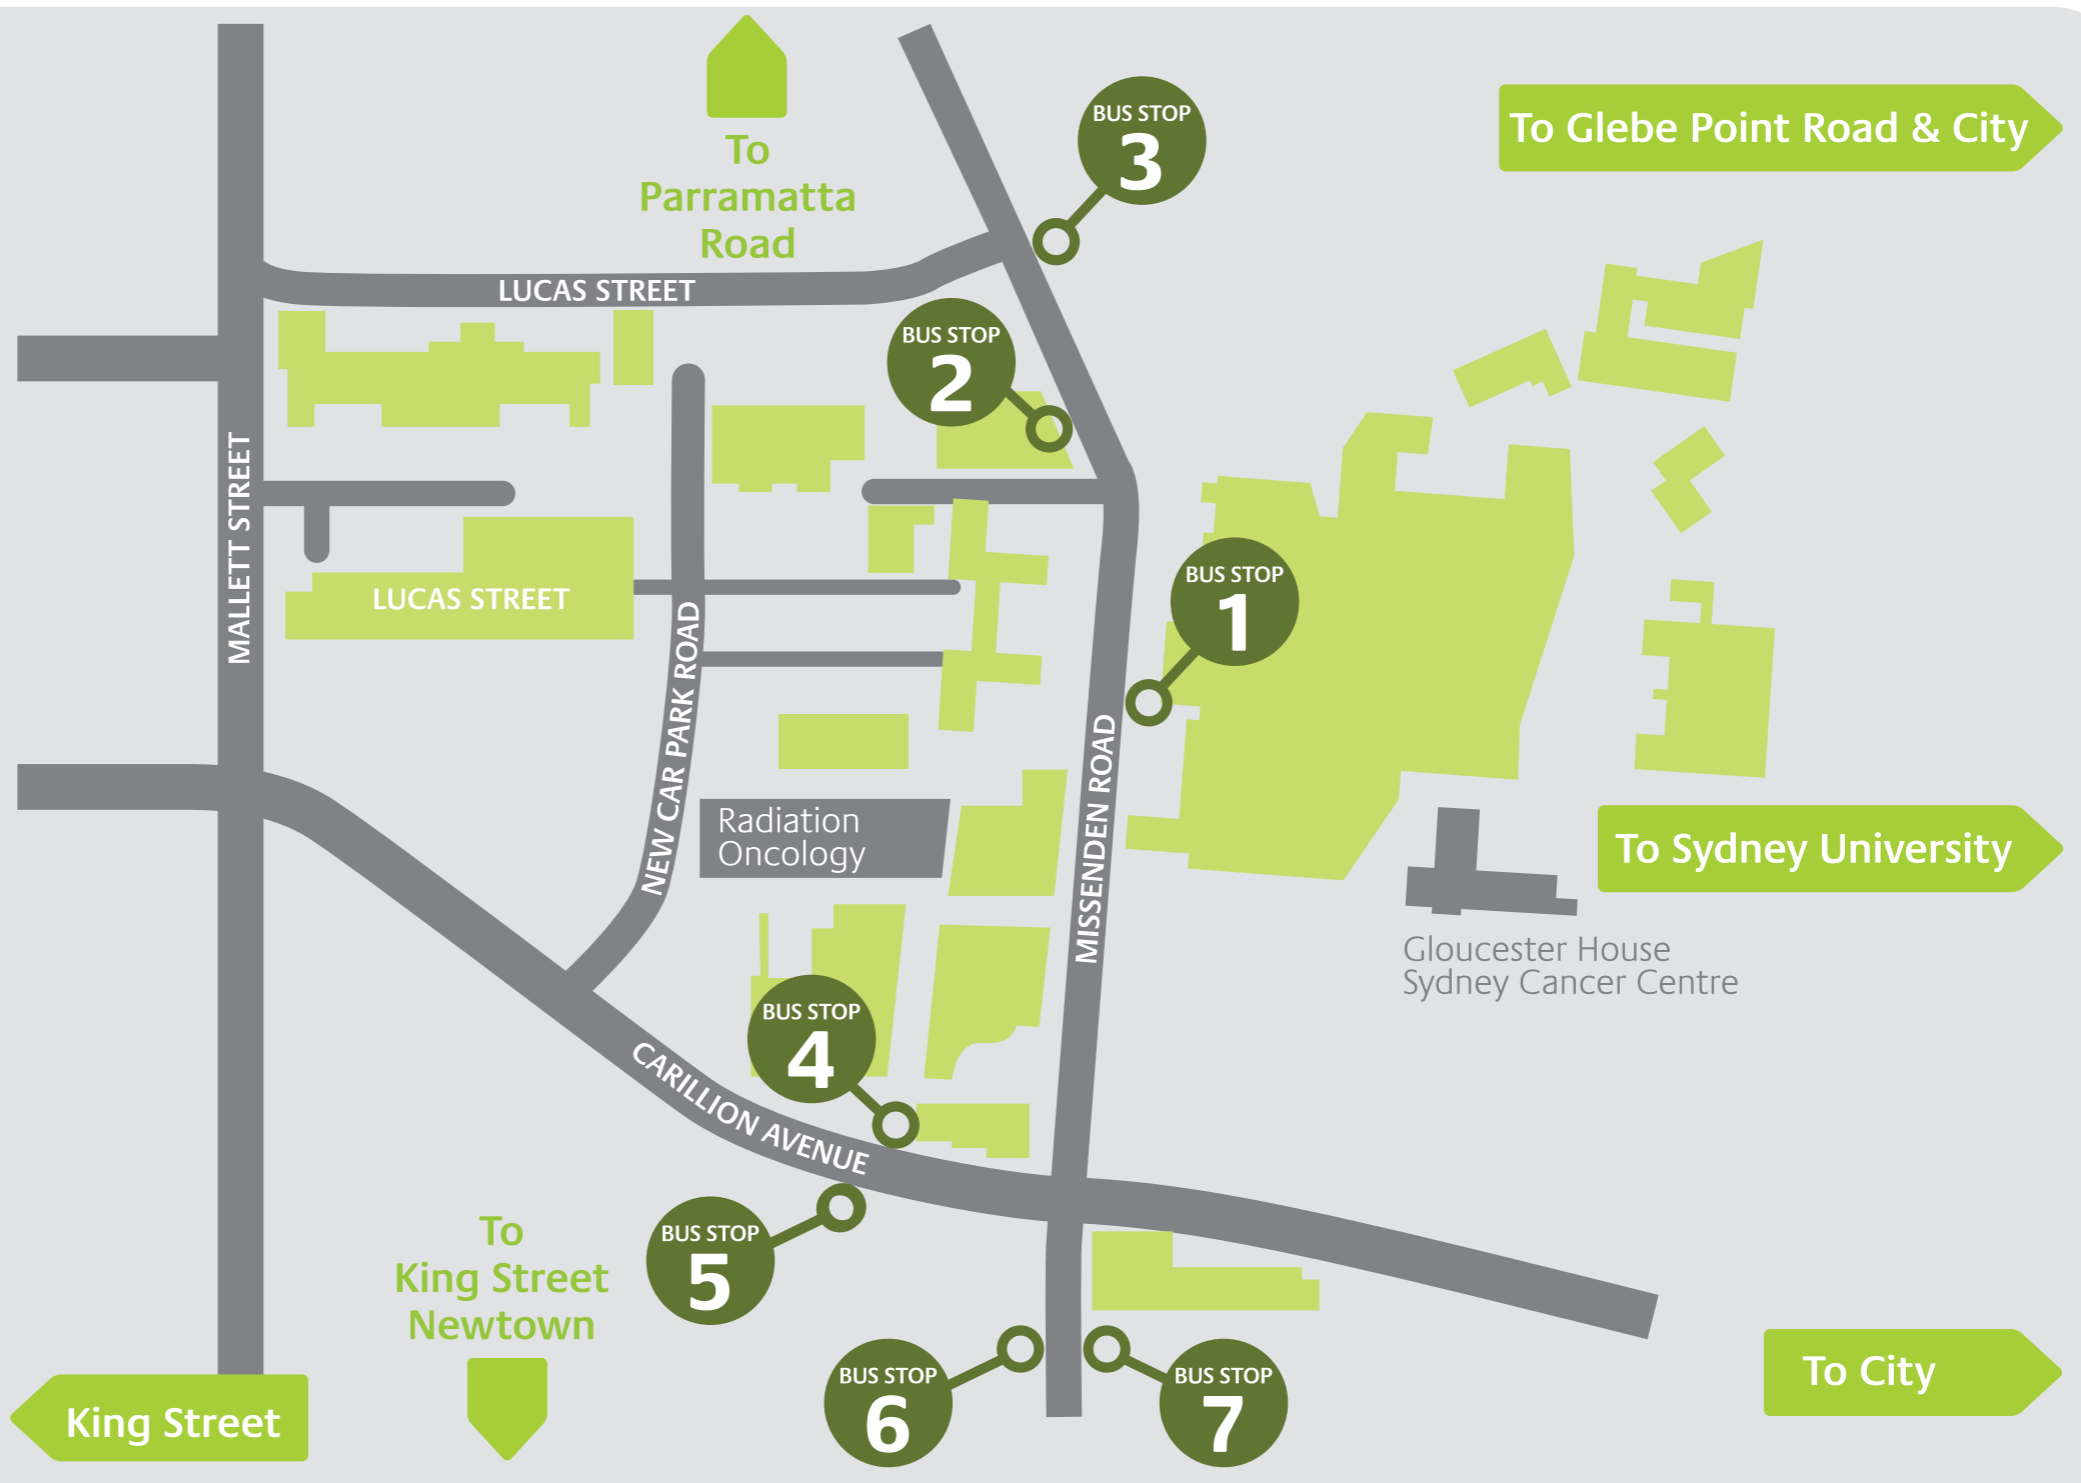 BUS STOP
3
To Glebe Point Road & City
To
Parramatta
Road
LUCAS STREET
BUS STOP
2
MALLETT STREET
LUCAS STREET
BUS STOP
1
NEW CAR PARK ROAD
MISSENDEN ROAD
Radiation
Oncology
To Sydney University
Gloucester House
Sydney Cancer Centre
BUS STOP
4
CARILLION AVENUE
To
King Street
Newtown
BUS STOP
5
BUS STOP
6
BUS STOP
7
To City
King Street